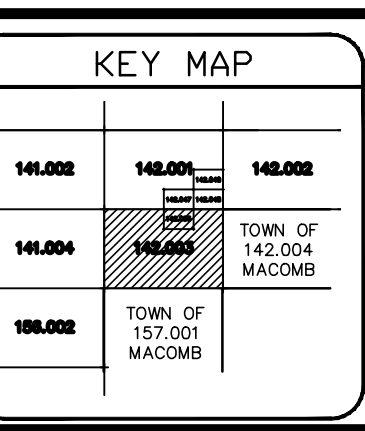 KEY MAP
141.002
142.001
142.002
141.004
142.003
TOWN OF
142.004
MACOMB
156.002
TOWN OF
157.001
MACOMB